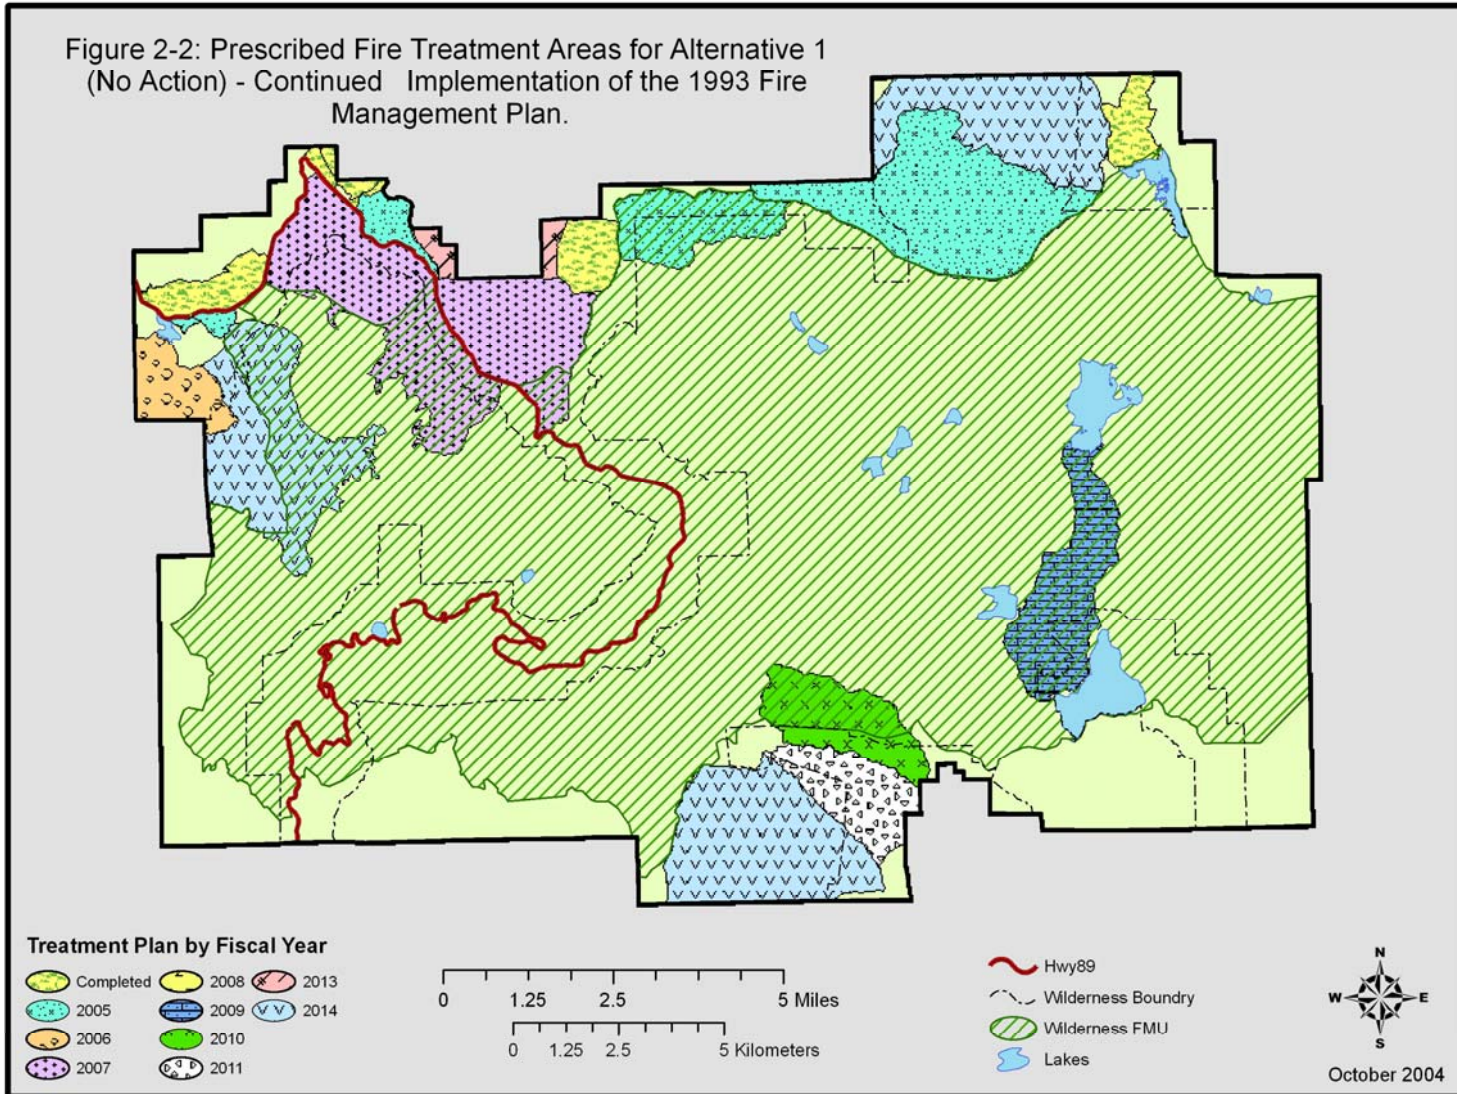 Figure 2-2: Prescribed Fire Treatment Areas for Alternative 1
(No Action) - Continued Implementation of the 1993 Fire
Management Plan.
Treatment Plan by Fiscal Year
Completed
2005
2006
2007
2008
2009
2010
2011
2013
2014
0 1.25 2.5 5 Miles
0 1.25 2.5 5 Kilometers
Hwy89
Wilderness Boundry
Wilderness FMU
Lakes
N
W E
S
October 2004